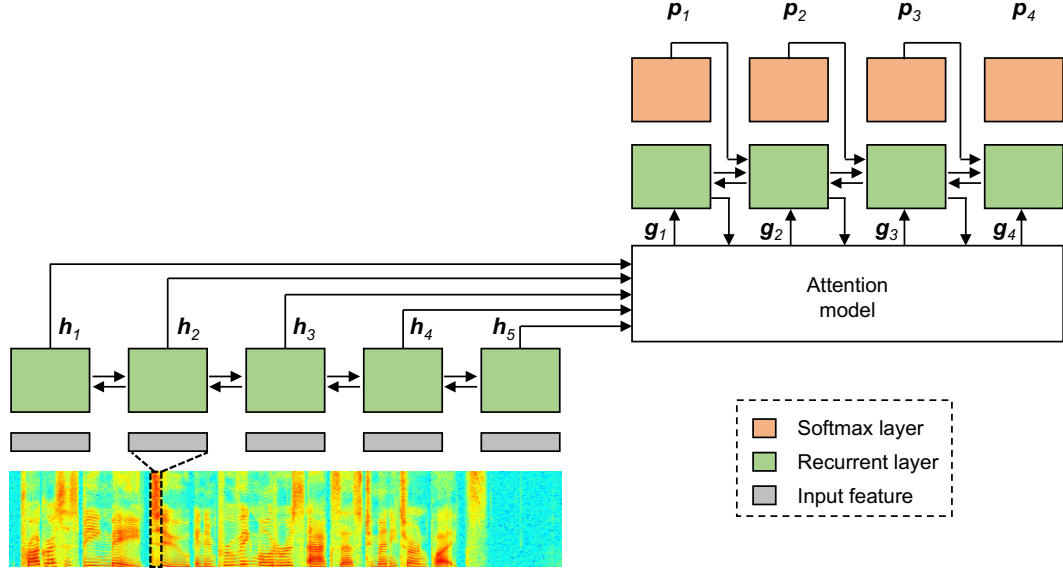 p1 p2 p3 p4
g1 g2 g3 g4
Attention
model
h1 h2 h3 h4 h5
Softmax layer
Recurrent layer
Input feature